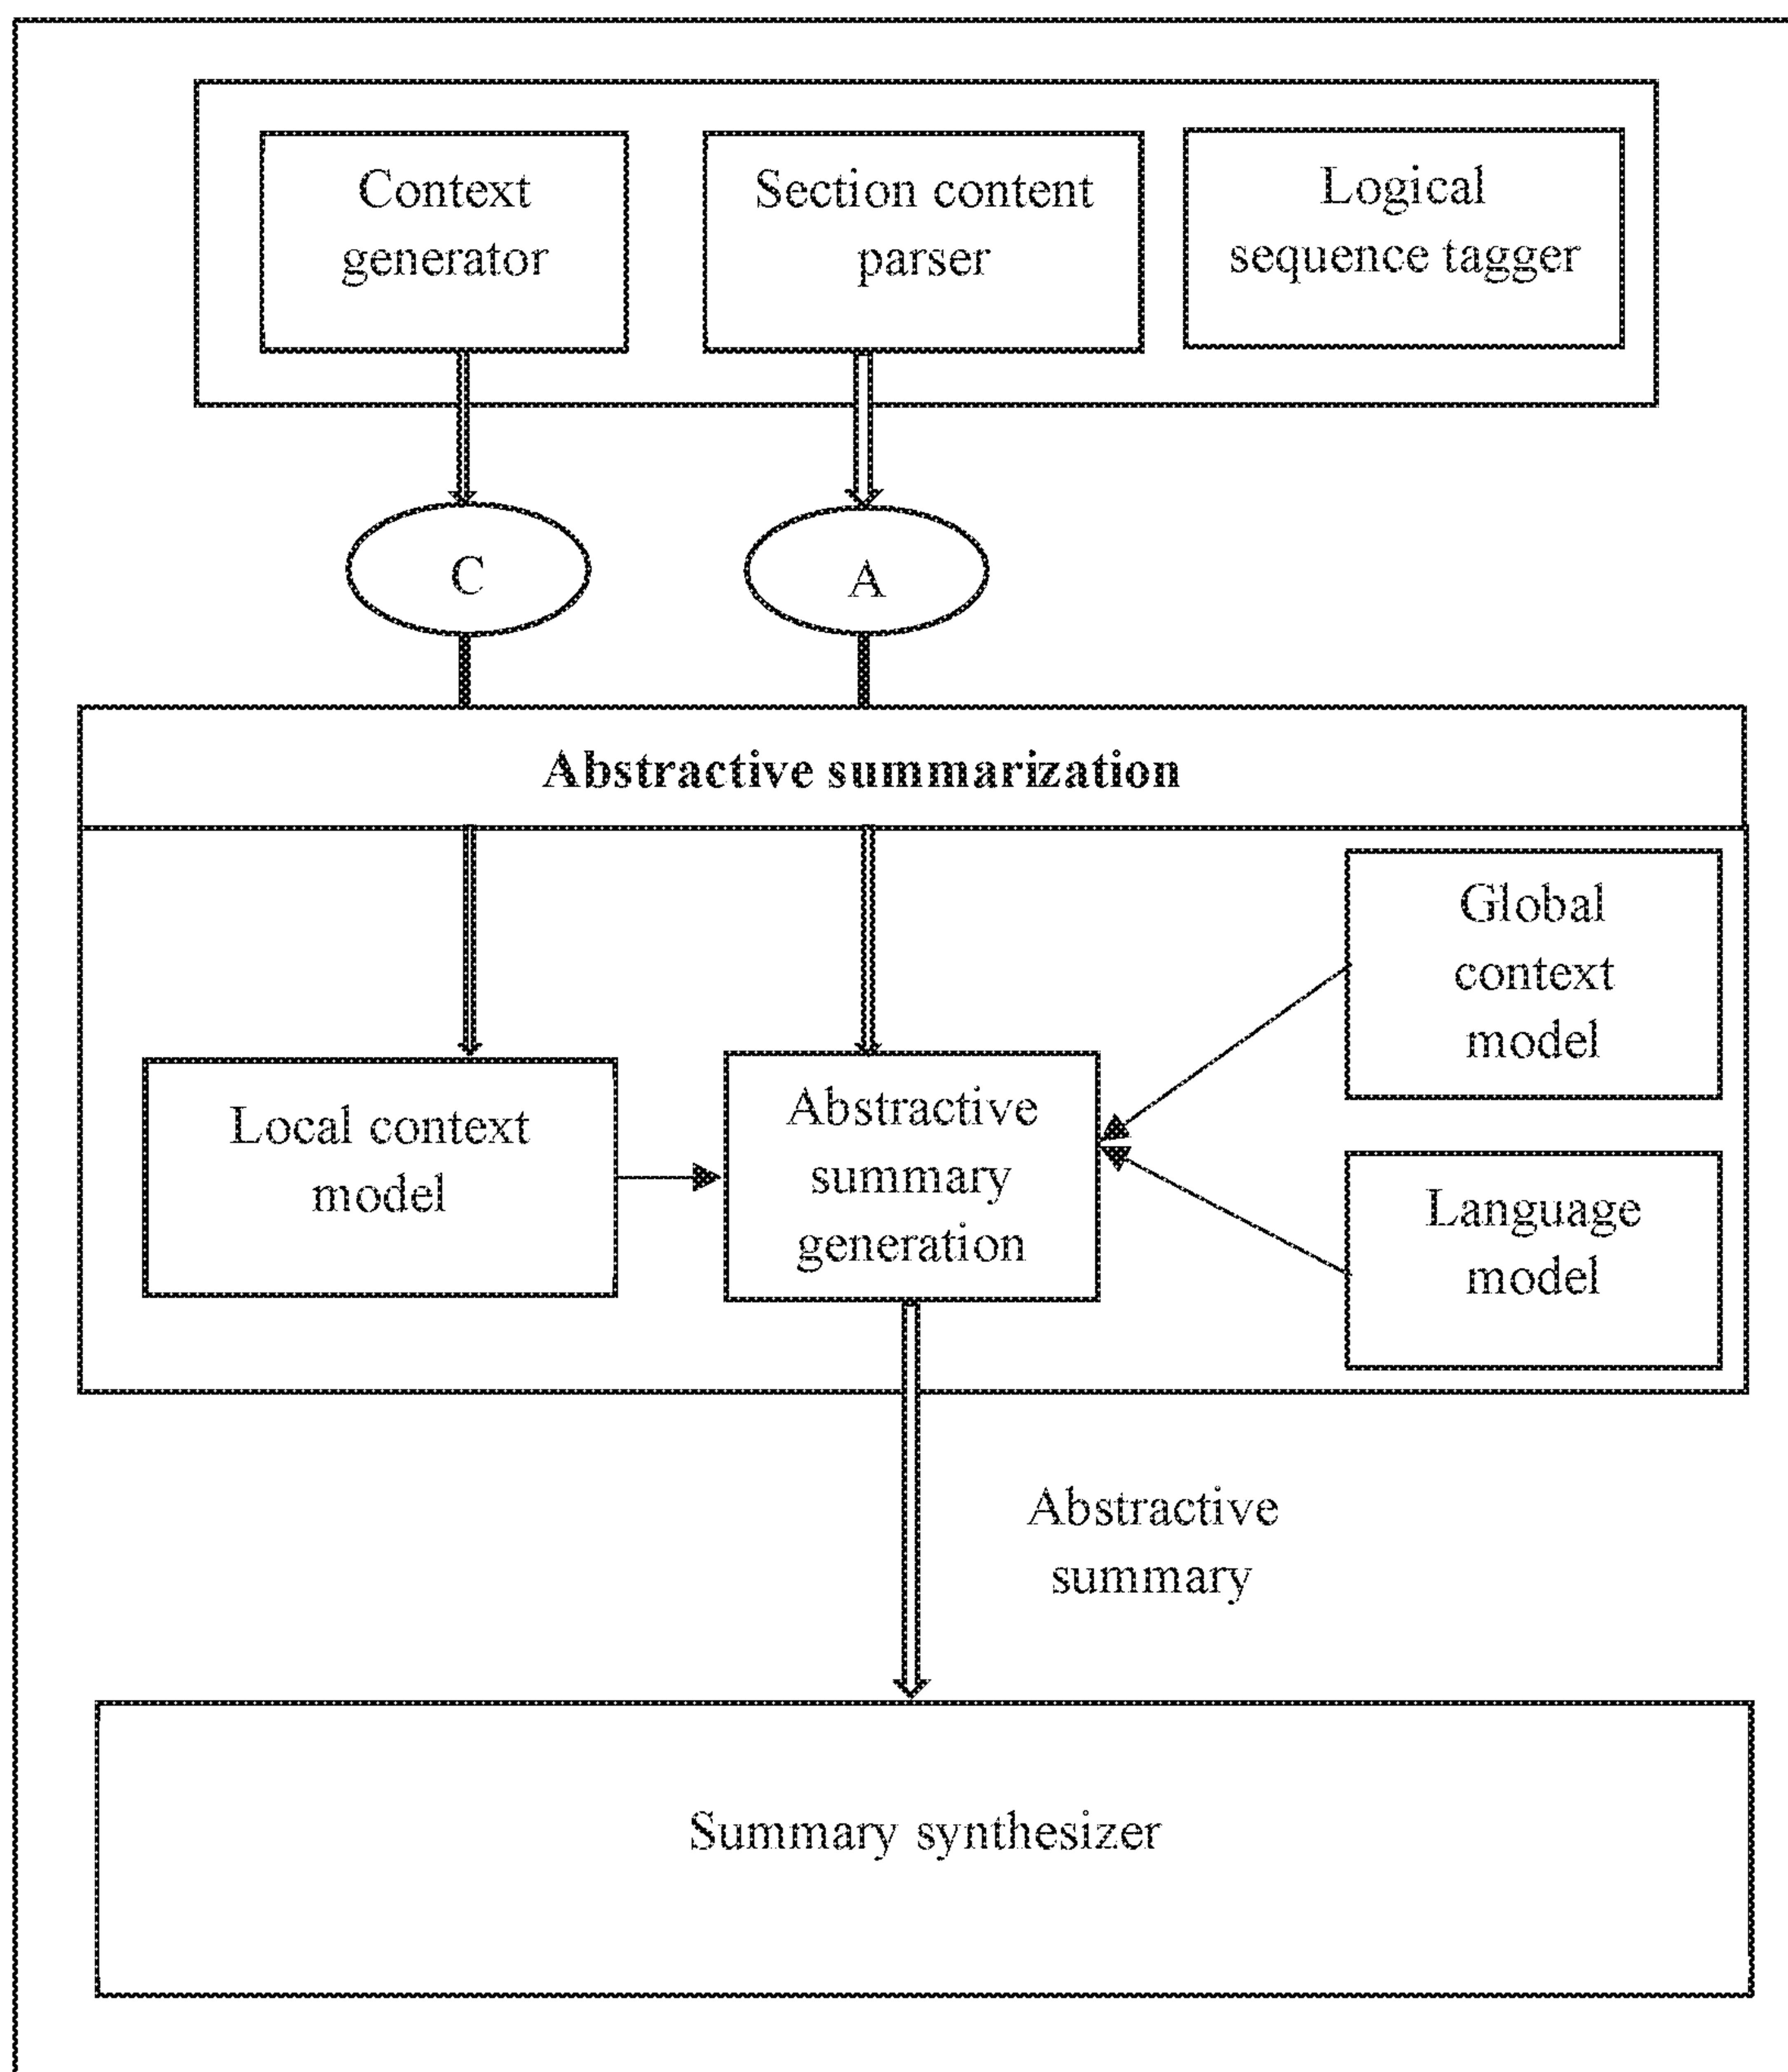 Context
generator
Section content
parser
Logical
sequence tagger
C
A
Abstractive summarization
Global
context
model
Local context
model
Abstractive
summary
generation
Language
model
Abstractive
summary
Summary synthesizer